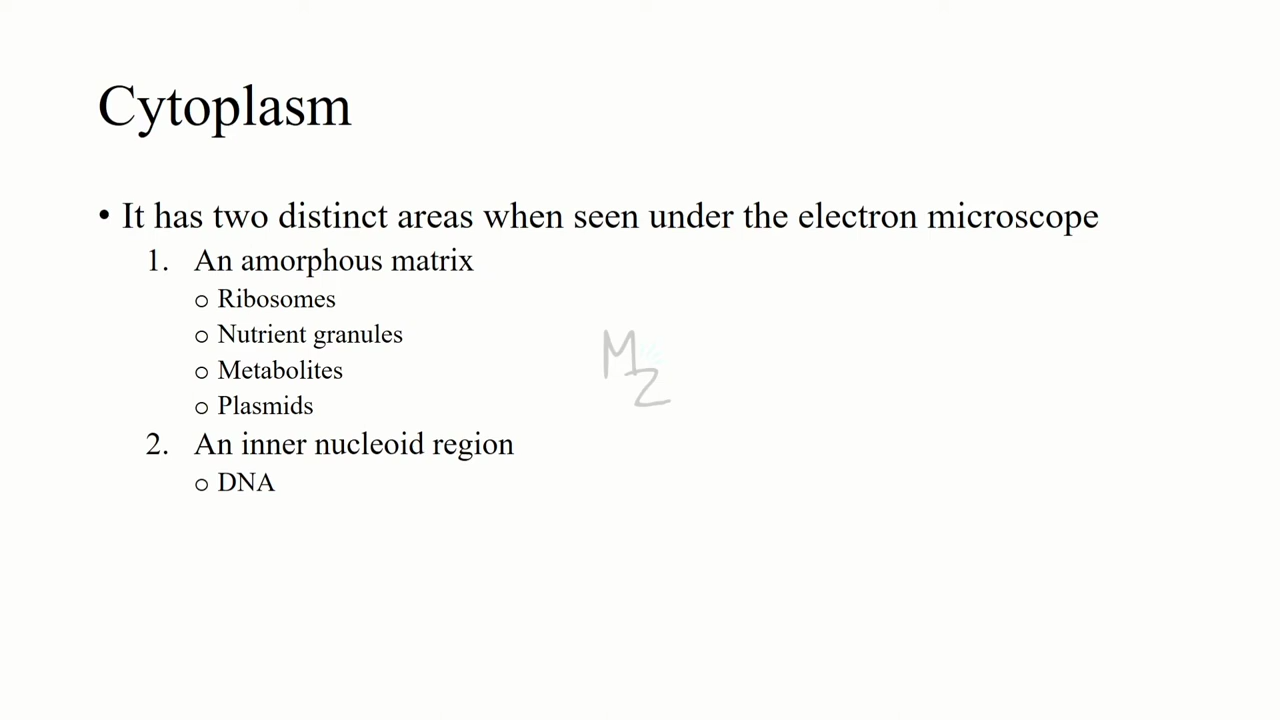 Cytoplasm
• It has two distinct areas when seen under the electron microscope
1. An amorphous matrix
o Ribosomes
o Nutrient granules
o Metabolites
o Plasmids
2. An inner nucleoid region
o DNA
MZ